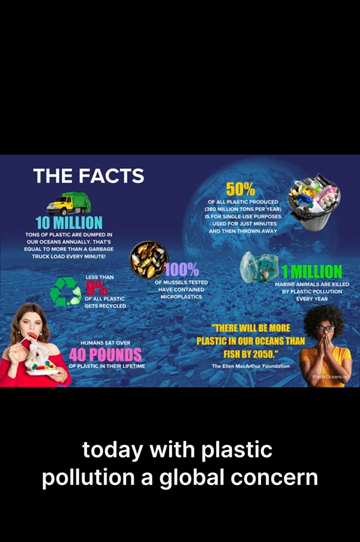 THE FACTS
10 MILLION
TONS OF PLASTIC ARE DUMPED IN
OUR OCEANS ANNUALLY. THAT'S
EQUAL TO MORE THAN A GARBAGE
TRUCK LOAD EVERY MINUTE!
50%
OF ALL PLASTIC PRODUCED
(380 MILLION TONS PER YEAR)
IS FOR SINGLE-USE PURPOSES
- USED FOR JUST MINUTES
AND THEN THROWN AWAY
100%
OF MUSSELS TESTED
HAVE CONTAINED
MICROPLASTICS
1 MILLION
MARINE ANIMALS ARE KILLED
BY PLASTIC POLLUTION
EVERY YEAR
LESS THAN
9%
OF ALL PLASTIC
GETS RECYCLED
HUMANS EAT OVER
40 POUNDS
OF PLASTIC IN THEIR LIFETIME
"THERE WILL BE MORE
PLASTIC IN OUR OCEANS THAN
FISH BY 2050."
The Ellen MacArthur Foundation
today with plastic
pollution a global concern